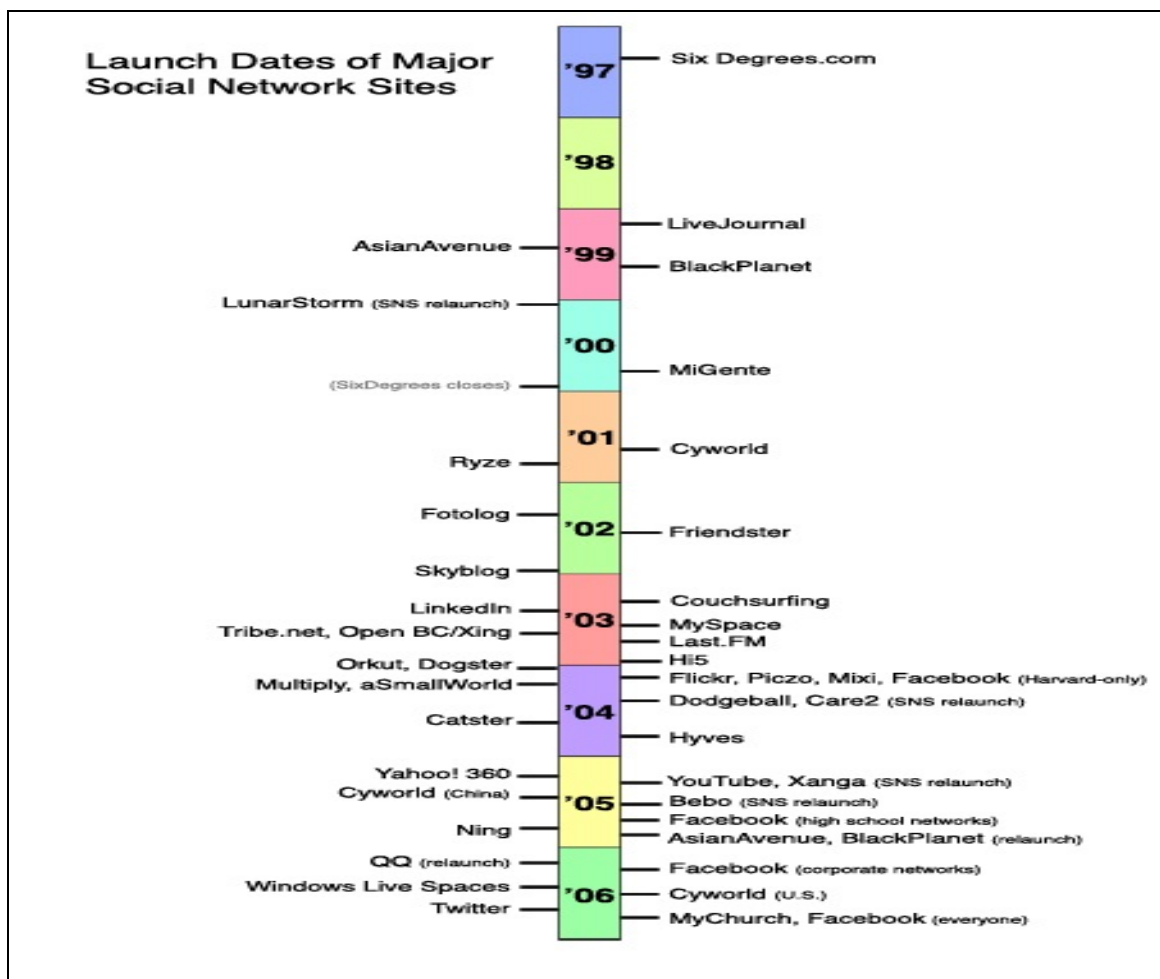 Launch Dates of Major
Social Network Sites
'97
Six Degrees.com
'98
'99
LiveJournal
AsianAvenue
BlackPlanet
LunarStorm (SNS relaunch)
'00
MiGente
(SixDegrees closes)
'01
Cyworld
Ryze
Fotolog
'02
Friendster
Skyblog
Couchsurfing
LinkedIn
'03
MySpace
Tribe.net, Open BC/Xing
Last.FM
Hi5
Orkut, Dogster
Flickr, Piczo, Mixi, Facebook (Harvard-only)
Multiply, aSmallWorld
Dodgeball, Care2 (SNS relaunch)
'04
Catster
Hyves
Yahoo! 360
YouTube, Xanga (SNS relaunch)
Cyworld (China)
'05
Bebo (SNS relaunch)
Facebook (high school networks)
Ning
AsianAvenue, BlackPlanet (relaunch)
QQ (relaunch)
Facebook (corporate networks)
Windows Live Spaces
'06
Cyworld (U.S.)
Twitter
MyChurch, Facebook (everyone)